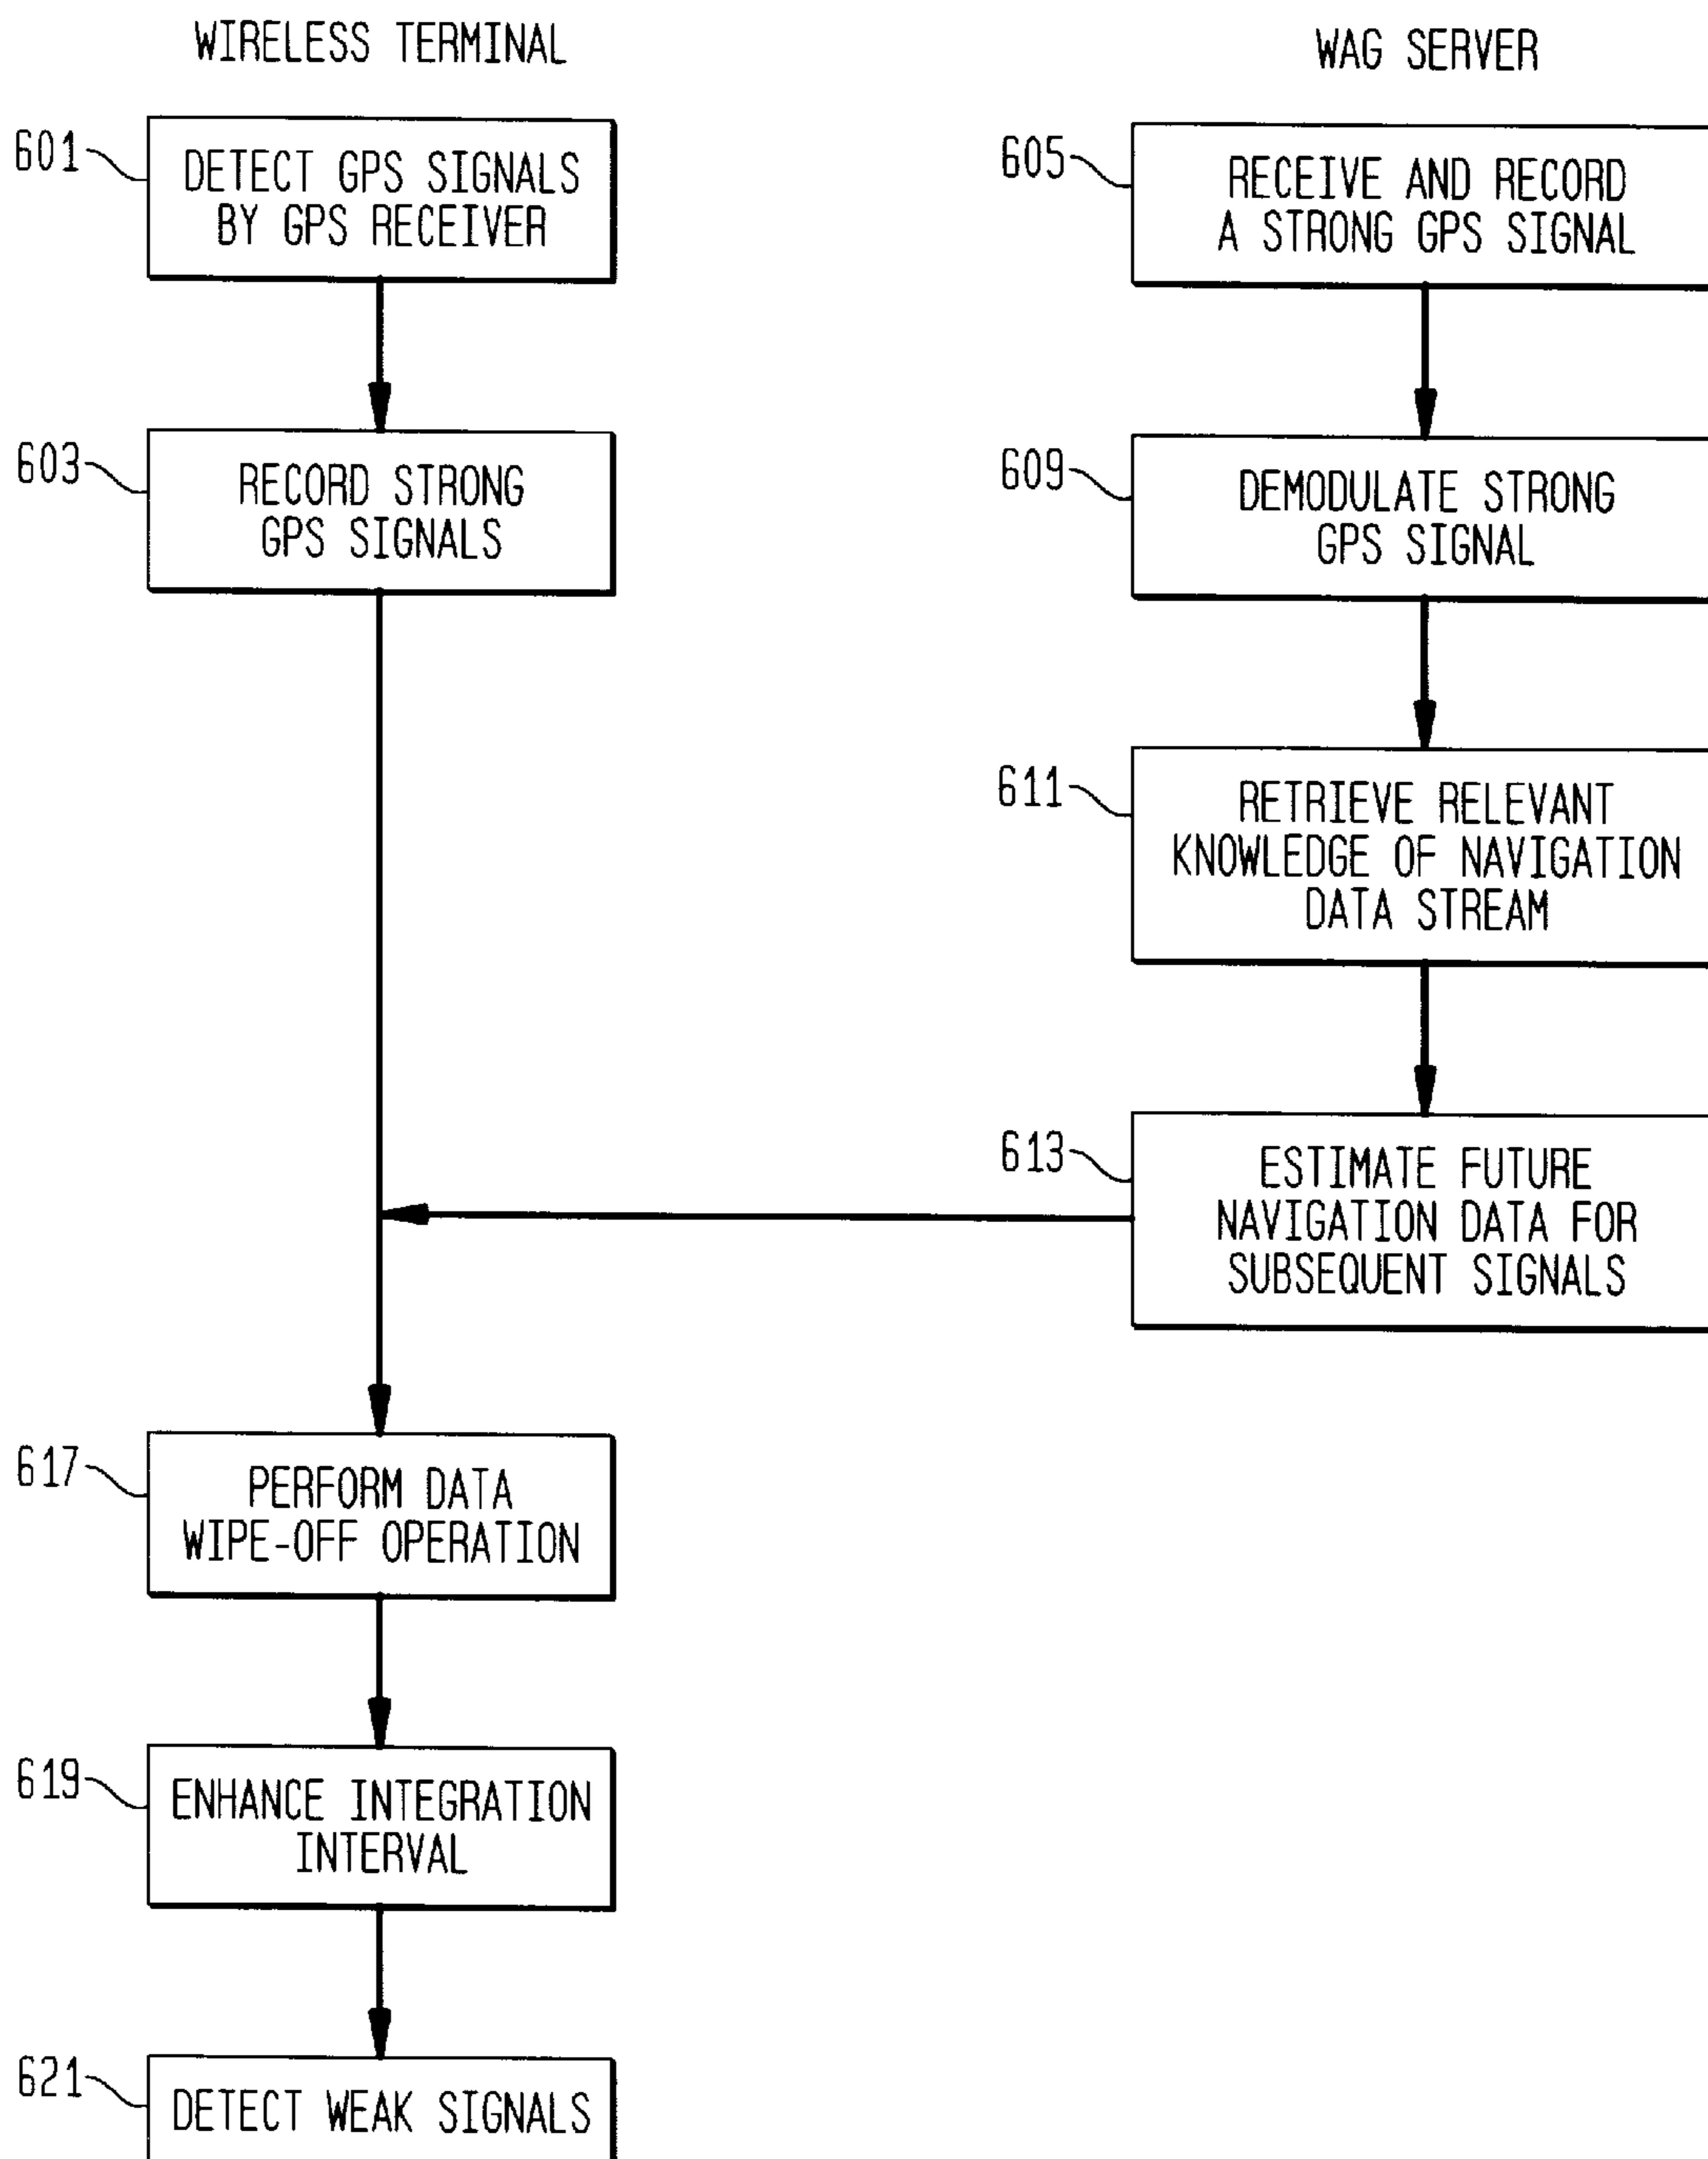 WIRELESS TERMINAL
601
DETECT GPS SIGNALS
BY GPS RECEIVER
603
RECORD STRONG
GPS SIGNALS
617
PERFORM DATA
WIPE-OFF OPERATION
619
ENHANCE INTEGRATION
INTERVAL
621
DETECT WEAK SIGNALS
WAG SERVER
605
RECEIVE AND RECORD
A STRONG GPS SIGNAL
609
DEMODULATE STRONG
GPS SIGNAL
611
RETRIEVE RELEVANT
KNOWLEDGE OF NAVIGATION
DATA STREAM
613
ESTIMATE FUTURE
NAVIGATION DATA FOR
SUBSEQUENT SIGNALS